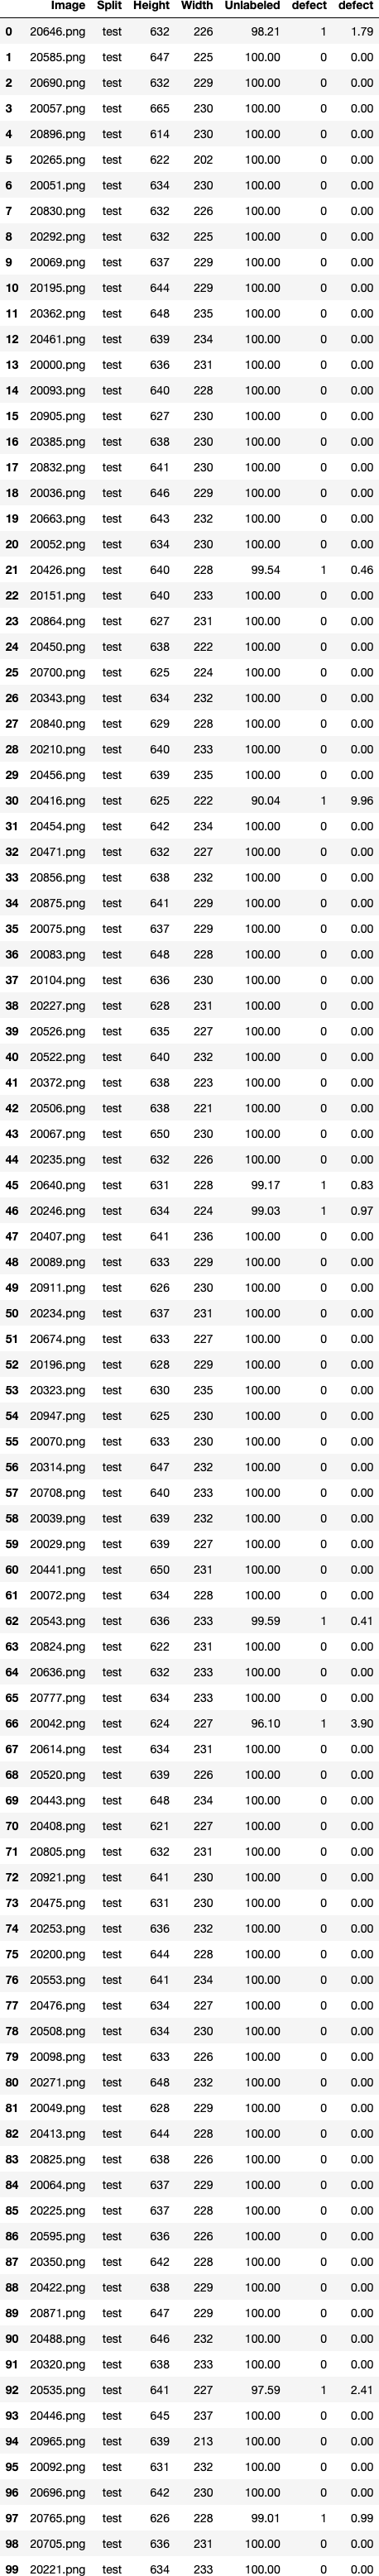 Image Split Height Width Unlabeled defect defect
0 20646.png test 632 226 98.21 1 1.79
1 20585.png test 647 225 100.00 0 0.00
2 20690.png test 632 229 100.00 0 0.00
3 20057.png test 665 230 100.00 0 0.00
4 20896.png test 614 230 100.00 0 0.00
5 20265.png test 622 202 100.00 0 0.00
6 20051.png test 634 230 100.00 0 0.00
7 20830.png test 632 226 100.00 0 0.00
8 20292.png test 632 225 100.00 0 0.00
9 20069.png test 637 229 100.00 0 0.00
10 20195.png test 644 229 100.00 0 0.00
11 20362.png test 648 235 100.00 0 0.00
12 20461.png test 639 234 100.00 0 0.00
13 20000.png test 636 231 100.00 0 0.00
14 20093.png test 640 228 100.00 0 0.00
15 20905.png test 627 230 100.00 0 0.00
16 20385.png test 638 230 100.00 0 0.00
17 20832.png test 641 230 100.00 0 0.00
18 20036.png test 646 229 100.00 0 0.00
19 20663.png test 643 232 100.00 0 0.00
20 20052.png test 634 230 100.00 0 0.00
21 20426.png test 640 228 99.54 1 0.46
22 20151.png test 640 233 100.00 0 0.00
23 20864.png test 627 231 100.00 0 0.00
24 20450.png test 638 222 100.00 0 0.00
25 20700.png test 625 224 100.00 0 0.00
26 20343.png test 634 232 100.00 0 0.00
27 20840.png test 629 228 100.00 0 0.00
28 20210.png test 640 233 100.00 0 0.00
29 20456.png test 639 235 100.00 0 0.00
30 20416.png test 625 222 90.04 1 9.96
31 20454.png test 642 234 100.00 0 0.00
32 20471.png test 632 227 100.00 0 0.00
33 20856.png test 638 232 100.00 0 0.00
34 20875.png test 641 229 100.00 0 0.00
35 20075.png test 637 229 100.00 0 0.00
36 20083.png test 648 228 100.00 0 0.00
37 20104.png test 636 230 100.00 0 0.00
38 20227.png test 628 231 100.00 0 0.00
39 20526.png test 635 227 100.00 0 0.00
40 20522.png test 640 232 100.00 0 0.00
41 20372.png test 638 223 100.00 0 0.00
42 20506.png test 638 221 100.00 0 0.00
43 20067.png test 650 230 100.00 0 0.00
44 20235.png test 632 226 100.00 0 0.00
45 20640.png test 631 228 99.17 1 0.83
46 20246.png test 634 224 99.03 1 0.97
47 20407.png test 641 236 100.00 0 0.00
48 20089.png test 633 229 100.00 0 0.00
49 20911.png test 626 230 100.00 0 0.00
50 20234.png test 637 231 100.00 0 0.00
51 20674.png test 633 227 100.00 0 0.00
52 20196.png test 628 229 100.00 0 0.00
53 20323.png test 630 235 100.00 0 0.00
54 20947.png test 625 230 100.00 0 0.00
55 20070.png test 633 230 100.00 0 0.00
56 20314.png test 647 232 100.00 0 0.00
57 20708.png test 640 233 100.00 0 0.00
58 20039.png test 639 232 100.00 0 0.00
59 20029.png test 639 227 100.00 0 0.00
60 20441.png test 650 231 100.00 0 0.00
61 20072.png test 634 228 100.00 0 0.00
62 20543.png test 636 233 99.59 1 0.41
63 20824.png test 622 231 100.00 0 0.00
64 20636.png test 632 233 100.00 0 0.00
65 20777.png test 634 233 100.00 0 0.00
66 20042.png test 624 227 96.10 1 3.90
67 20614.png test 634 231 100.00 0 0.00
68 20520.png test 639 226 100.00 0 0.00
69 20443.png test 648 234 100.00 0 0.00
70 20408.png test 621 227 100.00 0 0.00
71 20805.png test 632 231 100.00 0 0.00
72 20921.png test 641 230 100.00 0 0.00
73 20475.png test 631 230 100.00 0 0.00
74 20253.png test 636 232 100.00 0 0.00
75 20200.png test 644 228 100.00 0 0.00
76 20553.png test 641 234 100.00 0 0.00
77 20476.png test 634 227 100.00 0 0.00
78 20508.png test 634 230 100.00 0 0.00
79 20098.png test 633 226 100.00 0 0.00
80 20271.png test 648 232 100.00 0 0.00
81 20049.png test 628 229 100.00 0 0.00
82 20413.png test 644 228 100.00 0 0.00
83 20825.png test 638 226 100.00 0 0.00
84 20064.png test 637 229 100.00 0 0.00
85 20225.png test 637 228 100.00 0 0.00
86 20595.png test 636 226 100.00 0 0.00
87 20350.png test 642 228 100.00 0 0.00
88 20422.png test 638 229 100.00 0 0.00
89 20871.png test 647 229 100.00 0 0.00
90 20488.png test 646 232 100.00 0 0.00
91 20320.png test 638 233 100.00 0 0.00
92 20535.png test 641 227 97.59 1 2.41
93 20446.png test 645 237 100.00 0 0.00
94 20965.png test 639 213 100.00 0 0.00
95 20092.png test 631 232 100.00 0 0.00
96 20696.png test 642 230 100.00 0 0.00
97 20765.png test 626 228 99.01 1 0.99
98 20705.png test 636 231 100.00 0 0.00
99 20221.png test 634 233 100.00 0 0.00